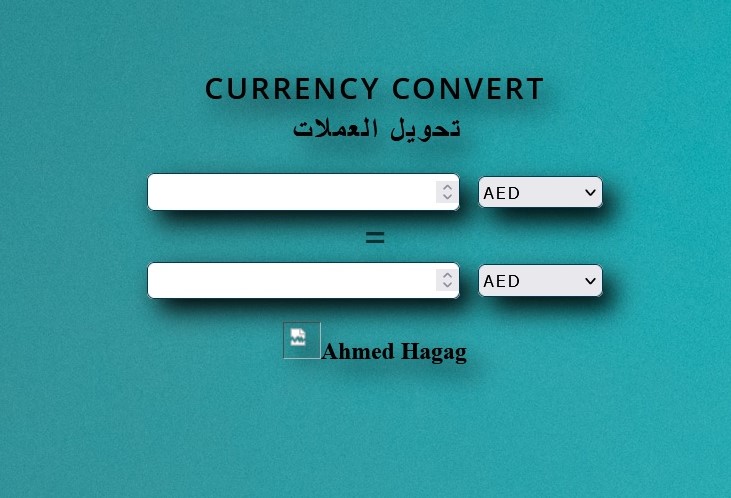 CURRENCY CONVERT
تحويل العملات
AED
=
AED
Ahmed Hagag